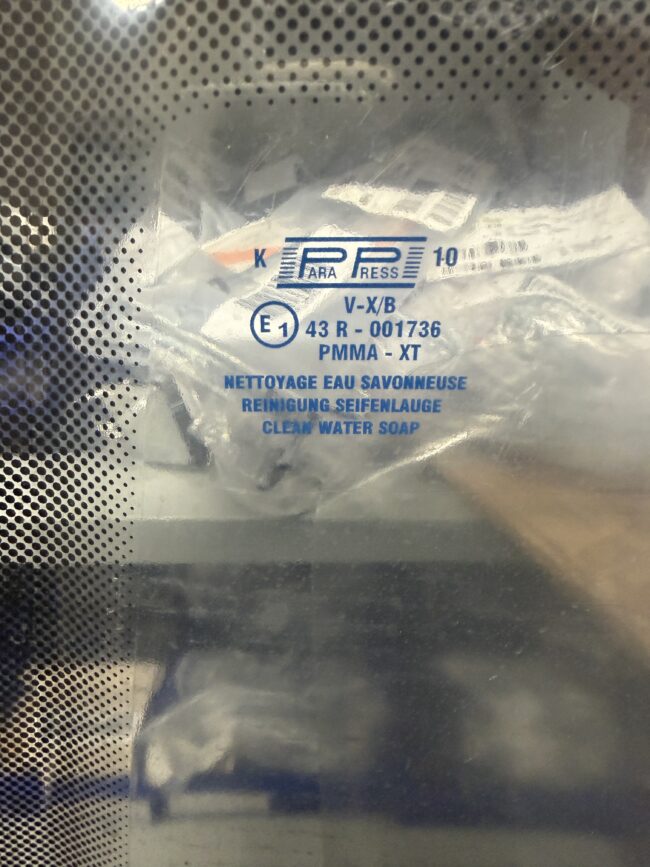 K PARA PRESS 10
V-X/B
E1 43 R - 001736
PMMA - XT
NETTOYAGE EAU SAVONNEUSE
REINIGUNG SEIFENLAUGE
CLEAN WATER SOAP